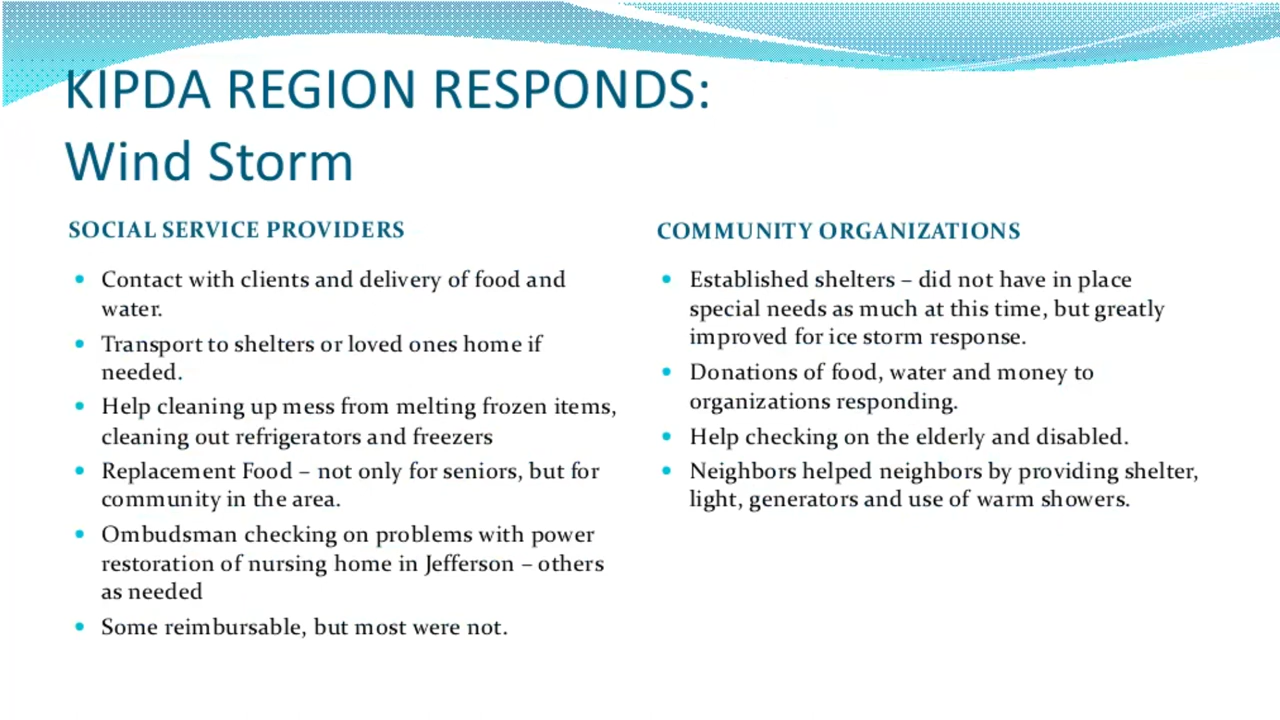 KIPDA REGION RESPONDS:
Wind Storm
SOCIAL SERVICE PROVIDERS
• Contact with clients and delivery of food and
water.
• Transport to shelters or loved ones home if
needed.
• Help cleaning up mess from melting frozen items,
cleaning out refrigerators and freezers
• Replacement Food – not only for seniors, but for
community in the area.
• Ombudsman checking on problems with power
restoration of nursing home in Jefferson – others
as needed
• Some reimbursable, but most were not.
COMMUNITY ORGANIZATIONS
• Established shelters – did not have in place
special needs as much at this time, but greatly
improved for ice storm response.
• Donations of food, water and money to
organizations responding.
• Help checking on the elderly and disabled.
• Neighbors helped neighbors by providing shelter,
light, generators and use of warm showers.